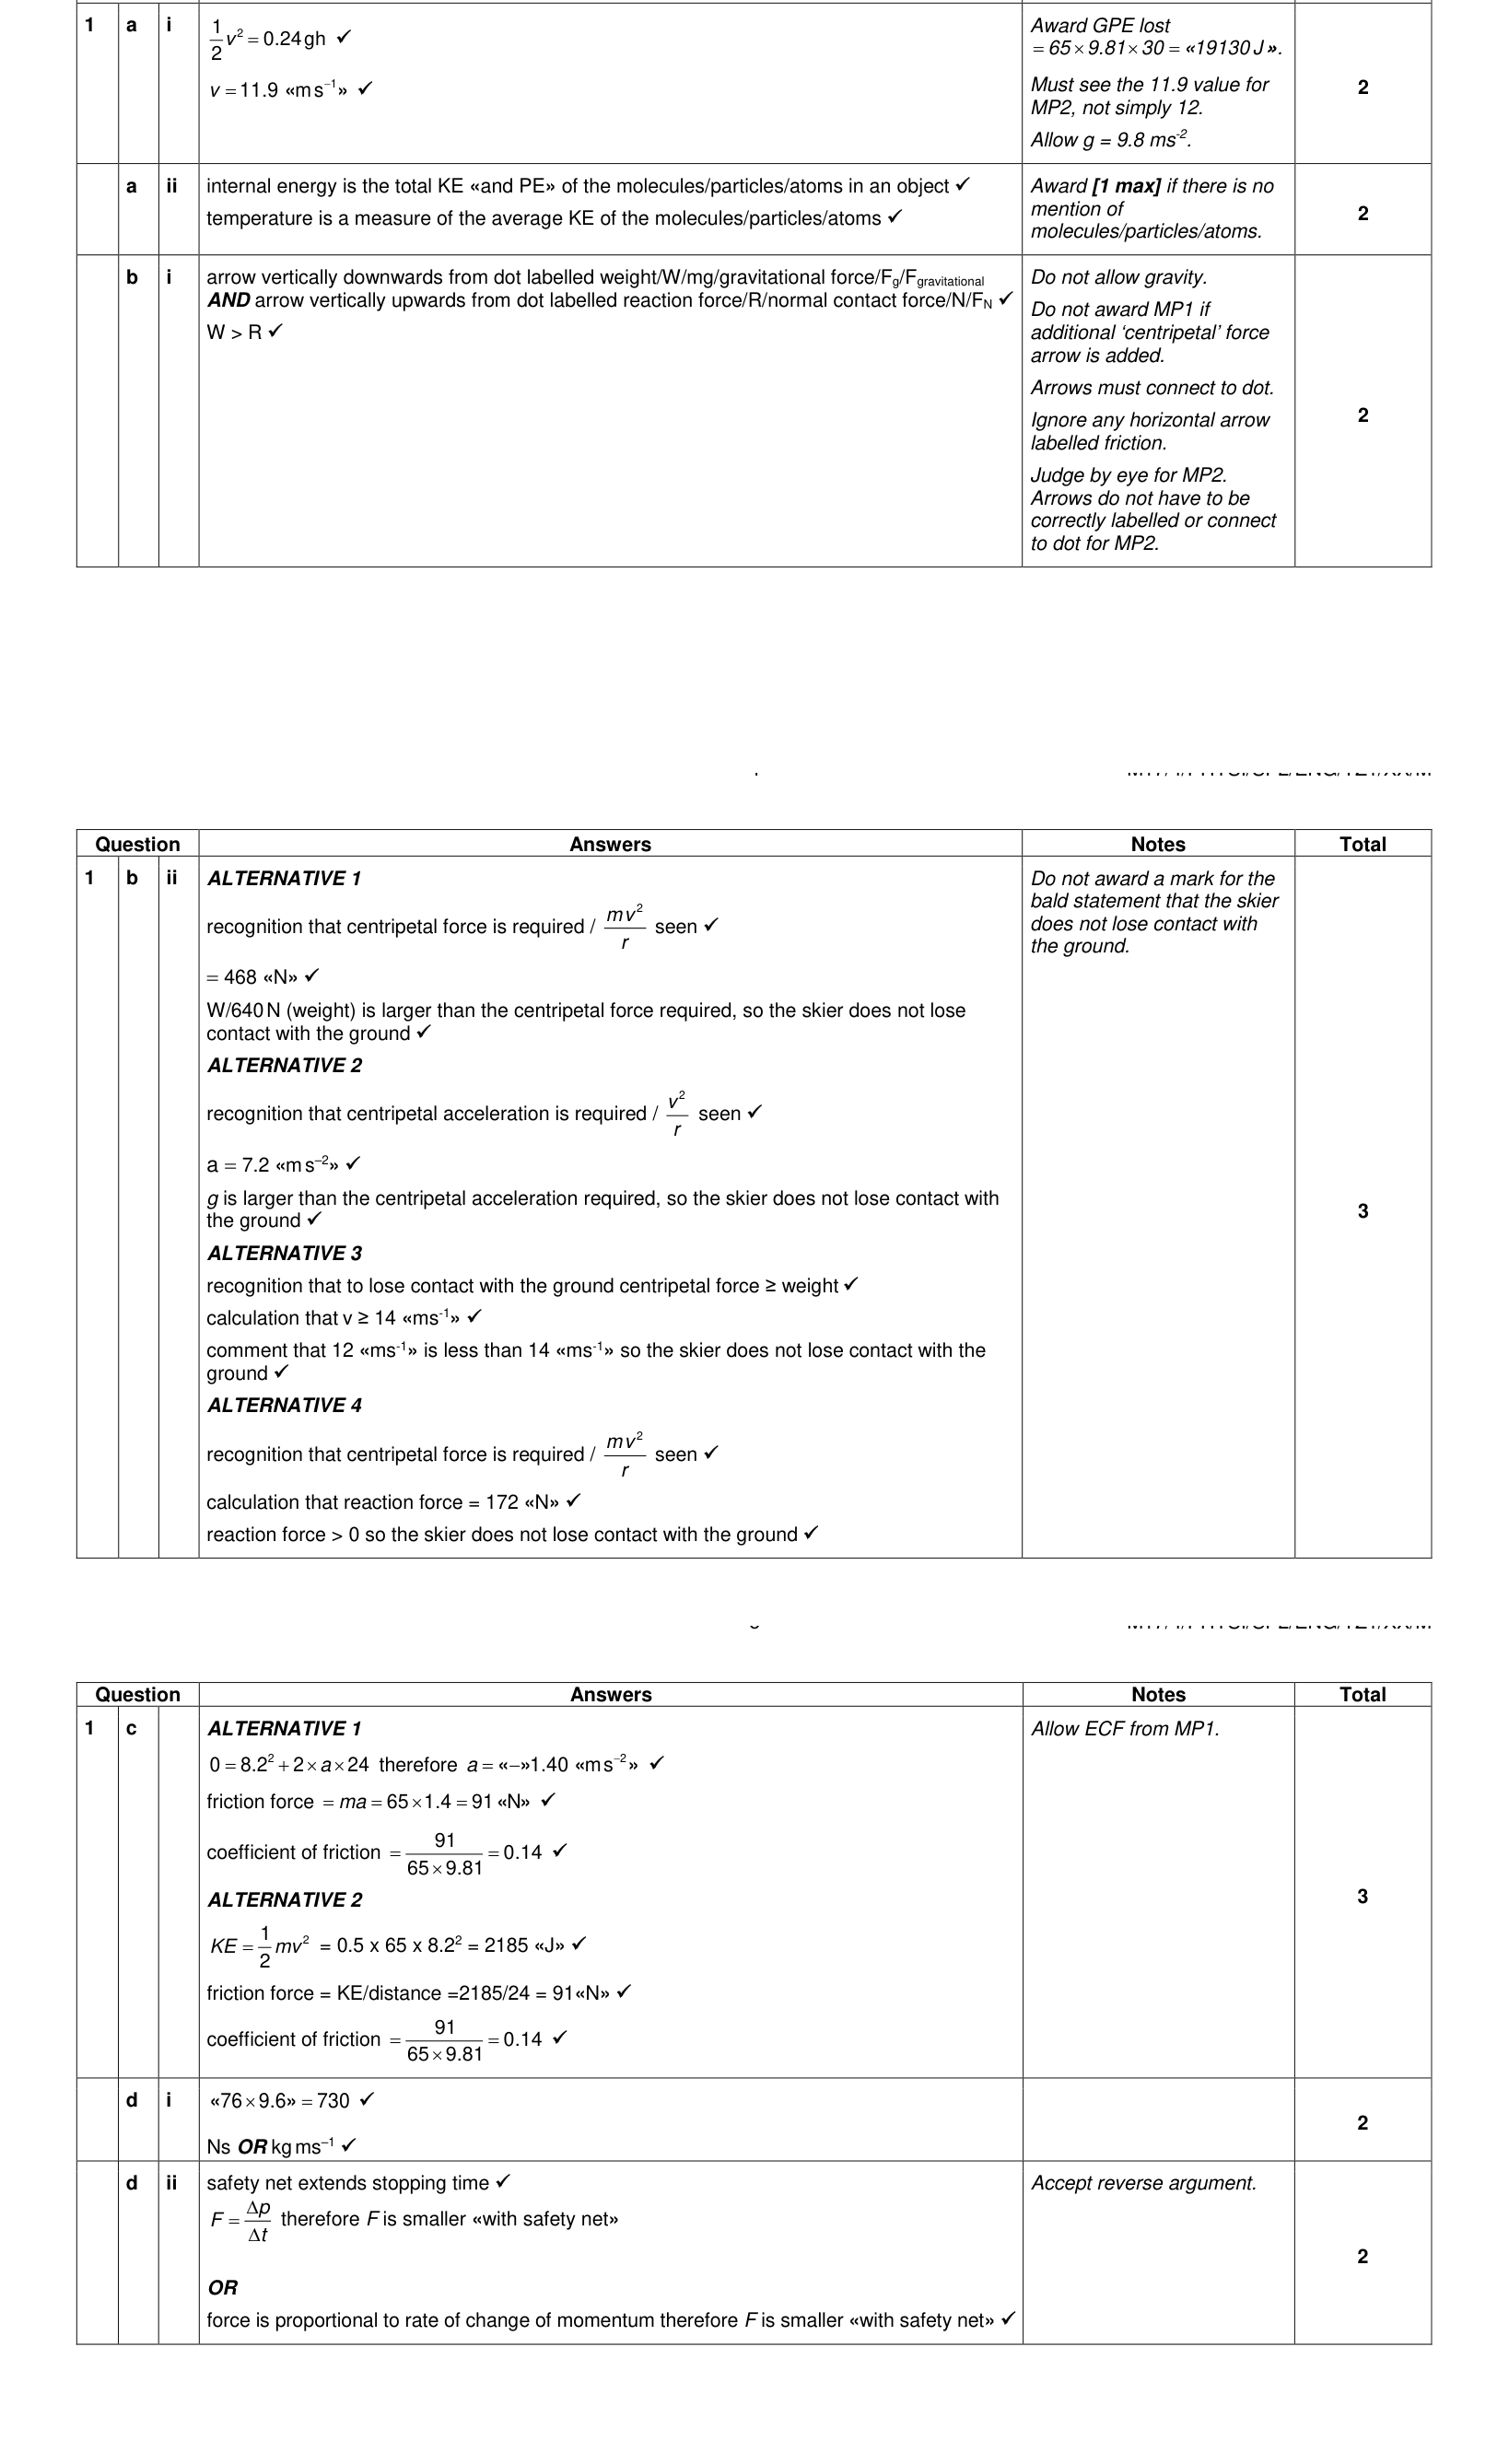 1 a i ½v² = 0.24gh ✓
v = 11.9 «ms⁻¹» ✓
Award GPE lost
= 65 × 9.81 × 30 = «19130 J».
Must see the 11.9 value for
MP2, not simply 12.
Allow g = 9.8 ms⁻².
2
a ii internal energy is the total KE «and PE» of the molecules/particles/atoms in an object ✓
temperature is a measure of the average KE of the molecules/particles/atoms ✓
Award [1 max] if there is no
mention of
molecules/particles/atoms.
2
b i arrow vertically downwards from dot labelled weight/W/mg/gravitational force/Fg/Fgravitational
AND arrow vertically upwards from dot labelled reaction force/R/normal contact force/N/FN ✓
W > R ✓
Do not allow gravity.
Do not award MP1 if
additional ‘centripetal’ force
arrow is added.
Arrows must connect to dot.
Ignore any horizontal arrow
labelled friction.
Judge by eye for MP2.
Arrows do not have to be
correctly labelled or connect
to dot for MP2.
2
Question Answers Notes Total
1 b ii ALTERNATIVE 1
recognition that centripetal force is required / mv²/r seen ✓
= 468 «N» ✓
W/640 N (weight) is larger than the centripetal force required, so the skier does not lose
contact with the ground ✓
ALTERNATIVE 2
recognition that centripetal acceleration is required / v²/r seen ✓
a = 7.2 «ms⁻²» ✓
g is larger than the centripetal acceleration required, so the skier does not lose contact with
the ground ✓
ALTERNATIVE 3
recognition that to lose contact with the ground centripetal force ≥ weight ✓
calculation that v ≥ 14 «ms⁻¹» ✓
comment that 12 «ms⁻¹» is less than 14 «ms⁻¹» so the skier does not lose contact with the
ground ✓
ALTERNATIVE 4
recognition that centripetal force is required / mv²/r seen ✓
calculation that reaction force = 172 «N» ✓
reaction force > 0 so the skier does not lose contact with the ground ✓
Do not award a mark for the
bald statement that the skier
does not lose contact with
the ground.
3
Question Answers Notes Total
1 c ALTERNATIVE 1
0 = 8.2² + 2 × a × 24 therefore a = «−»1.40 «ms⁻²» ✓
friction force = ma = 65 × 1.4 = 91 «N» ✓
coefficient of friction = 91/(65 × 9.81) = 0.14 ✓
ALTERNATIVE 2
KE = ½mv² = 0.5 x 65 x 8.2² = 2185 «J» ✓
friction force = KE/distance =2185/24 = 91«N» ✓
coefficient of friction = 91/(65 × 9.81) = 0.14 ✓
Allow ECF from MP1.
3
d i «76 × 9.6» = 730 ✓
Ns OR kgms⁻¹ ✓
2
d ii safety net extends stopping time ✓
F = Δp/Δt therefore F is smaller «with safety net»
OR
force is proportional to rate of change of momentum therefore F is smaller «with safety net» ✓
Accept reverse argument.
2